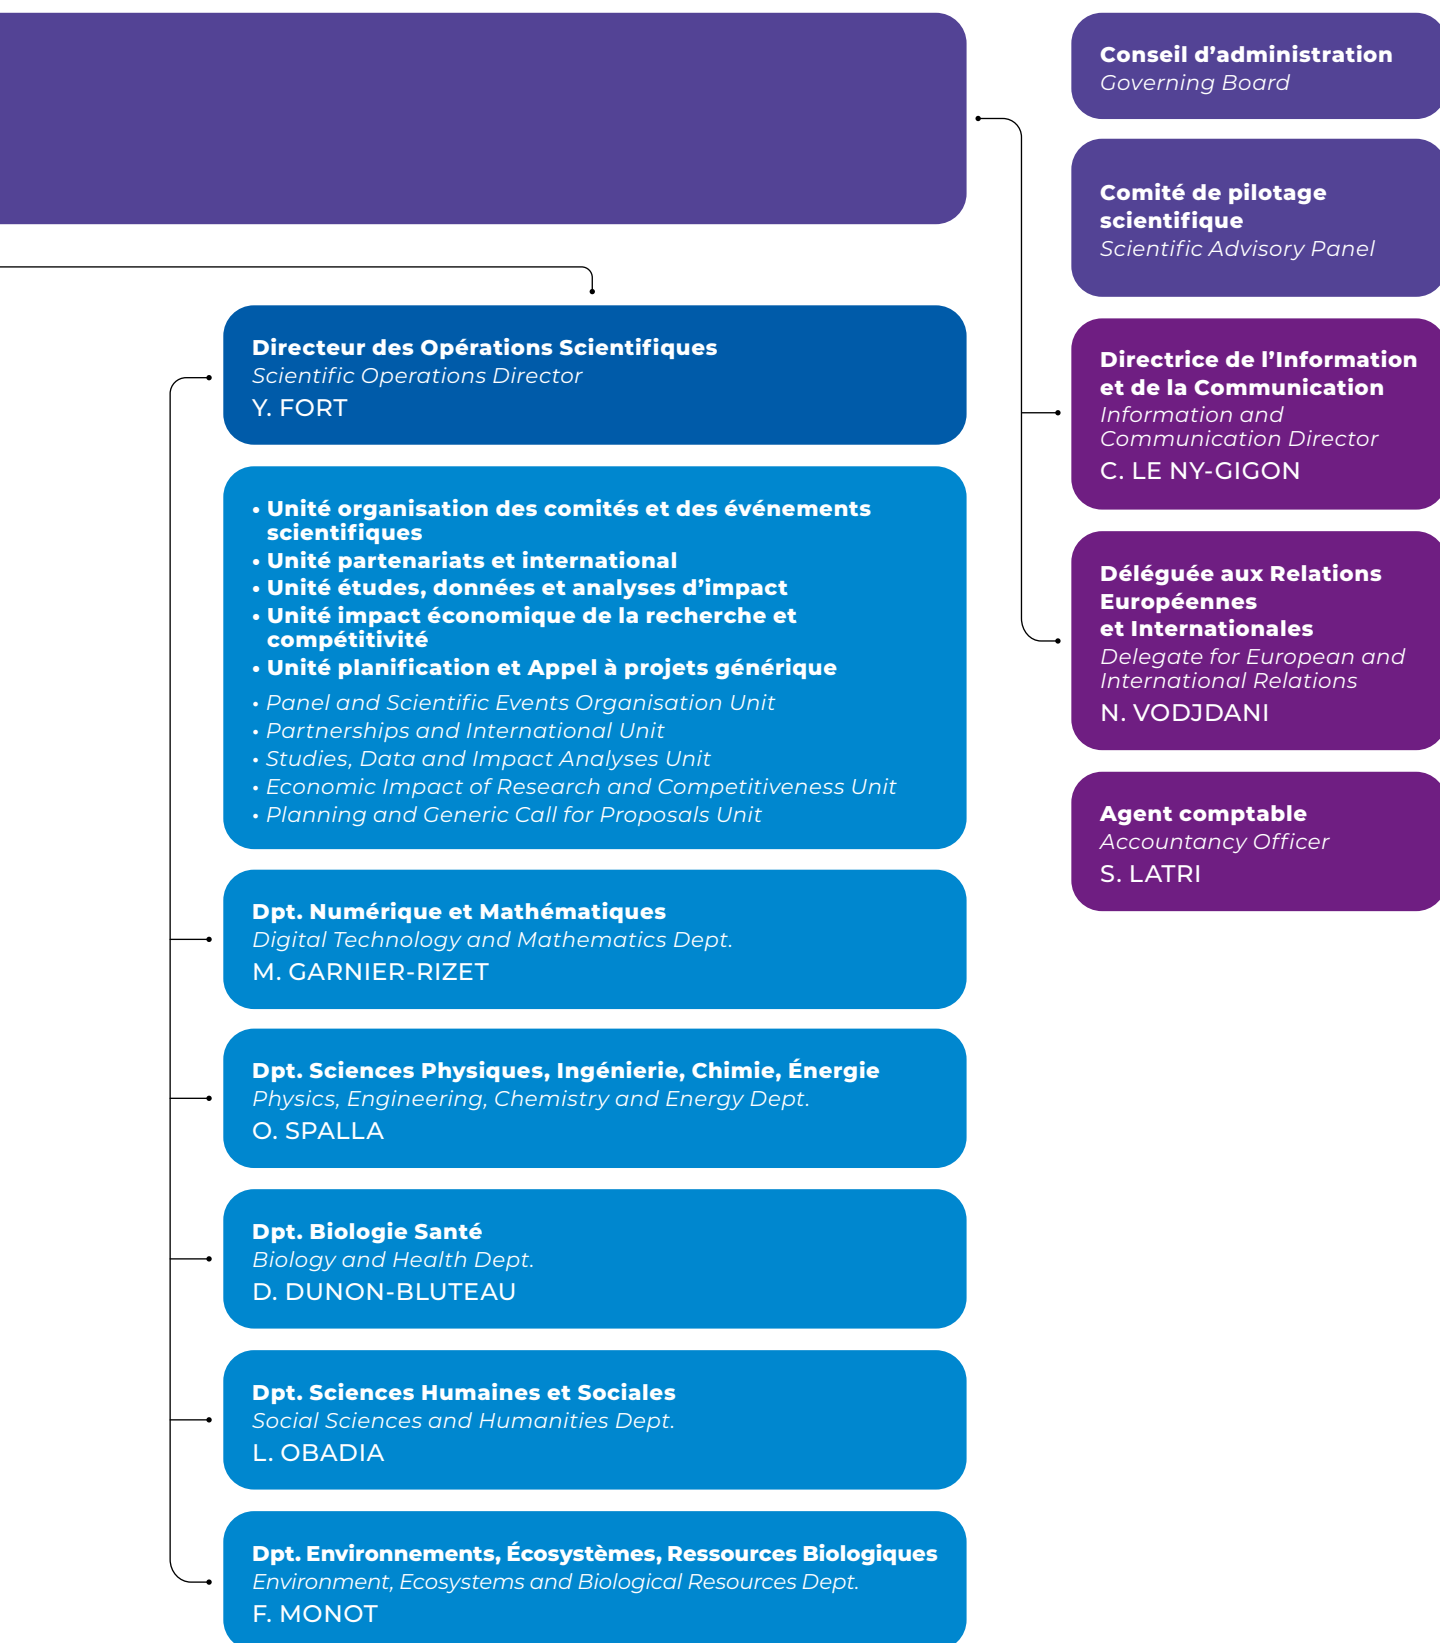 Directeur des Opérations Scientifiques
Scientific Operations Director
Y. FORT
• Unité organisation des comités et des événements
scientifiques
• Unité partenariats et international
• Unité études, données et analyses d’impact
• Unité impact économique de la recherche et
compétitivité
• Unité planification et Appel à projets générique
• Panel and Scientific Events Organisation Unit
• Partnerships and International Unit
• Studies, Data and Impact Analyses Unit
• Economic Impact of Research and Competitiveness Unit
• Planning and Generic Call for Proposals Unit
Dpt. Numérique et Mathématiques
Digital Technology and Mathematics Dept.
M. GARNIER-RIZET
Dpt. Sciences Physiques, Ingénierie, Chimie, Énergie
Physics, Engineering, Chemistry and Energy Dept.
O. SPALLA
Dpt. Biologie Santé
Biology and Health Dept.
D. DUNON-BLUTEAU
Dpt. Sciences Humaines et Sociales
Social Sciences and Humanities Dept.
L. OBADIA
Dpt. Environnements, Écosystèmes, Ressources Biologiques
Environment, Ecosystems and Biological Resources Dept.
F. MONOT
Conseil d’administration
Governing Board
Comité de pilotage
scientifique
Scientific Advisory Panel
Directrice de l’Information
et de la Communication
Information and
Communication Director
C. LE NY-GIGON
Déléguée aux Relations
Européennes
et Internationales
Delegate for European and
International Relations
N. VODJDANI
Agent comptable
Accountancy Officer
S. LATRI